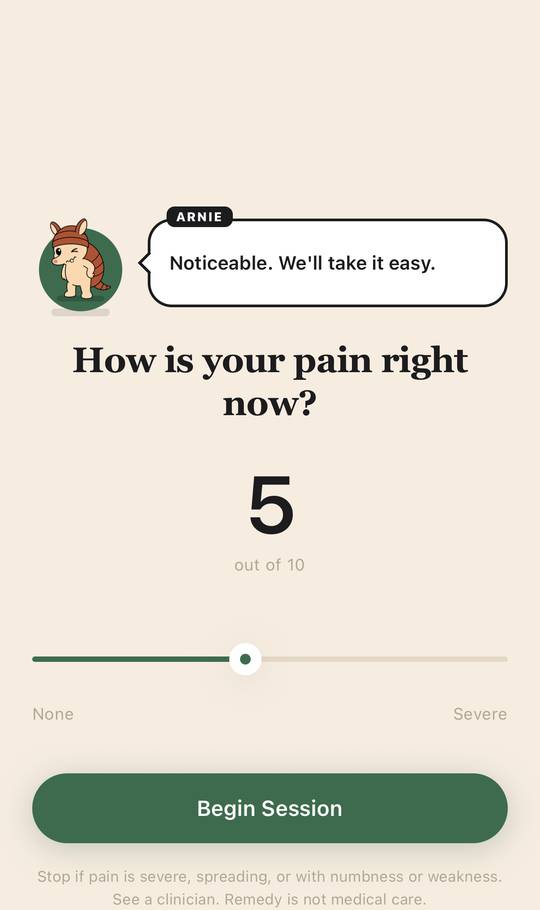 ARNIE
Noticeable. We'll take it easy.
How is your pain right
now?
5
out of 10
None
Severe
Begin Session
Stop if pain is severe, spreading, or with numbness or weakness.
See a clinician. Remedy is not medical care.